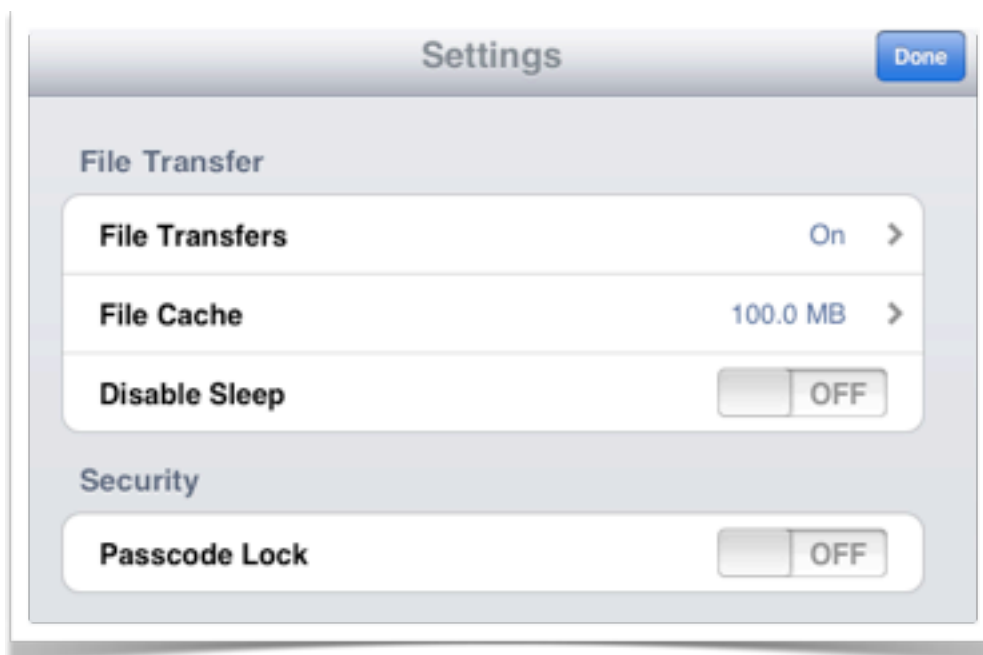 Settings
Done
File Transfer
File Transfers On
File Cache 100.0 MB
Disable Sleep OFF
Security
Passcode Lock OFF